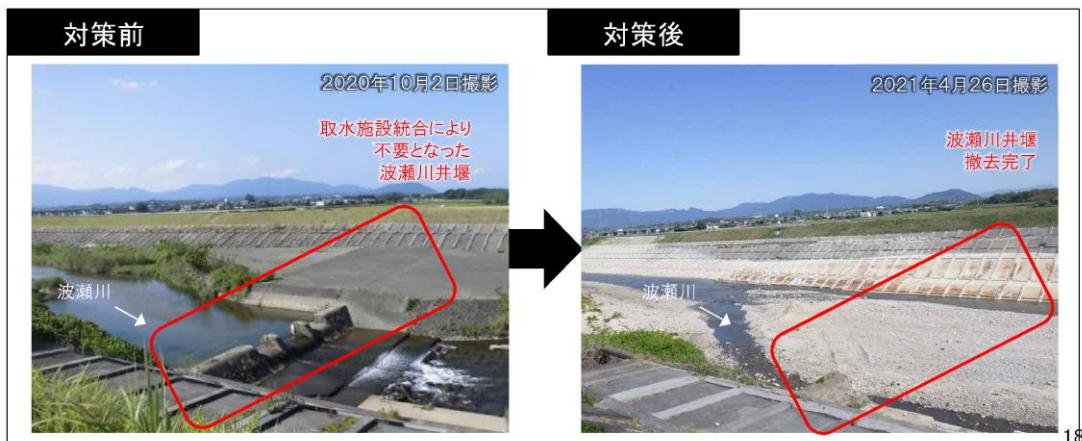 対策前
2020年10月2日撮影
取水施設統合により
不要となった
波瀬川井堰
波瀬川
対策後
2021年4月26日撮影
波瀬川井堰
撤去完了
波瀬川
18